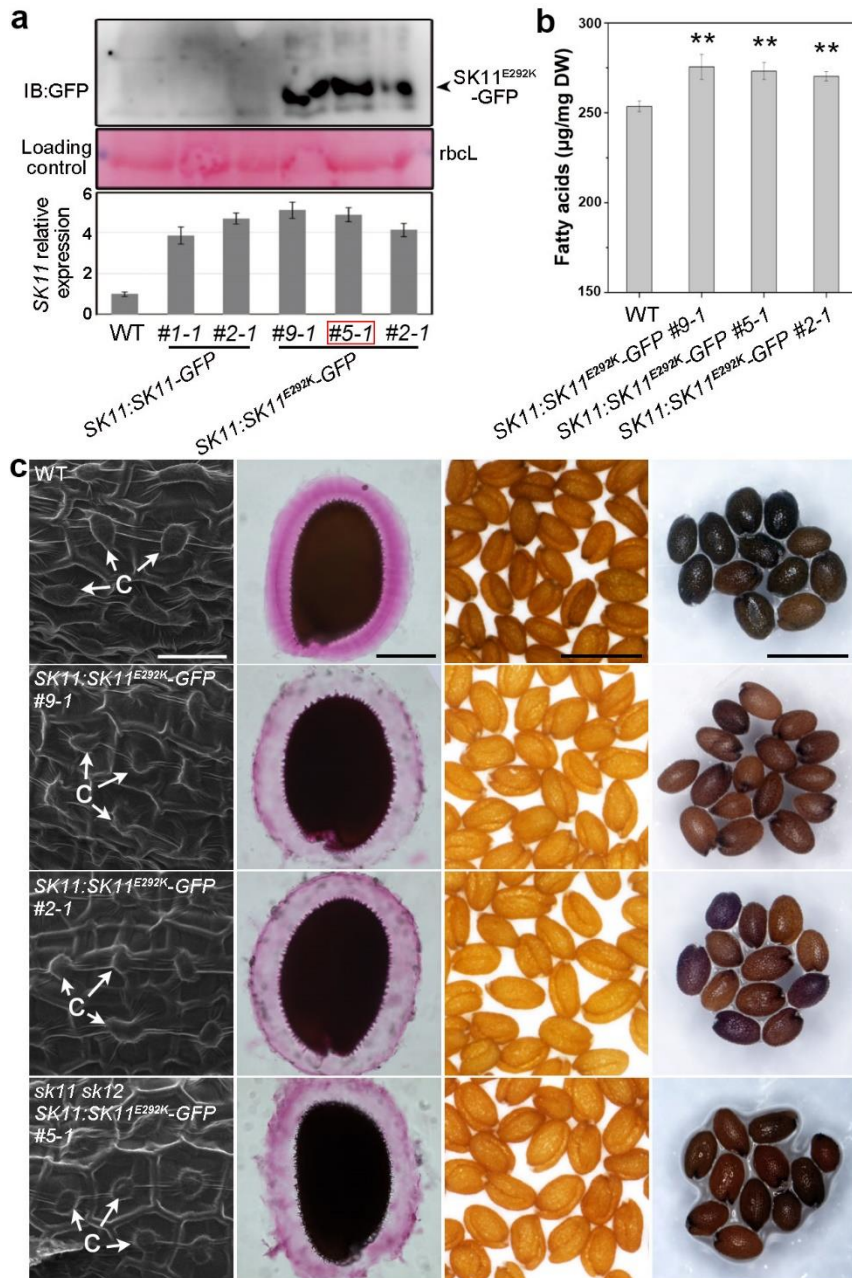 a
IB:GFP
SK11E292K
-GFP
Loading
control
rbcL
SK11 relative
expression
6
4
2
0
WT #1-1 #2-1 #9-1 #5-1 #2-1
SK11:SK11-GFP
SK11:SK11E292K-GFP
b
Fatty acids (µg/mg DW)
300
250
200
150
** ** **
WT
SK11:SK11E292K-GFP #9-1
SK11:SK11E292K-GFP #5-1
SK11:SK11E292K-GFP #2-1
c
WT
C
SK11:SK11E292K-GFP
#9-1
C
SK11:SK11E292K-GFP
#2-1
C
sk11 sk12
SK11:SK11E292K-GFP
#5-1
C